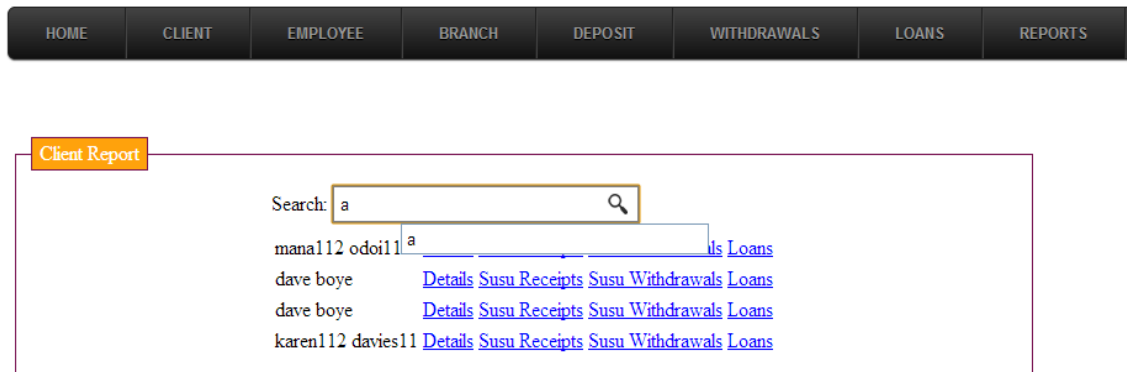 HOME CLIENT EMPLOYEE BRANCH DEPOSIT WITHDRAWALS LOANS REPORTS
Client Report
Search: a
a
mana112 odoi11 ls Loans
dave boye Details Susu Receipts Susu Withdrawals Loans
dave boye Details Susu Receipts Susu Withdrawals Loans
karen112 davies11 Details Susu Receipts Susu Withdrawals Loans